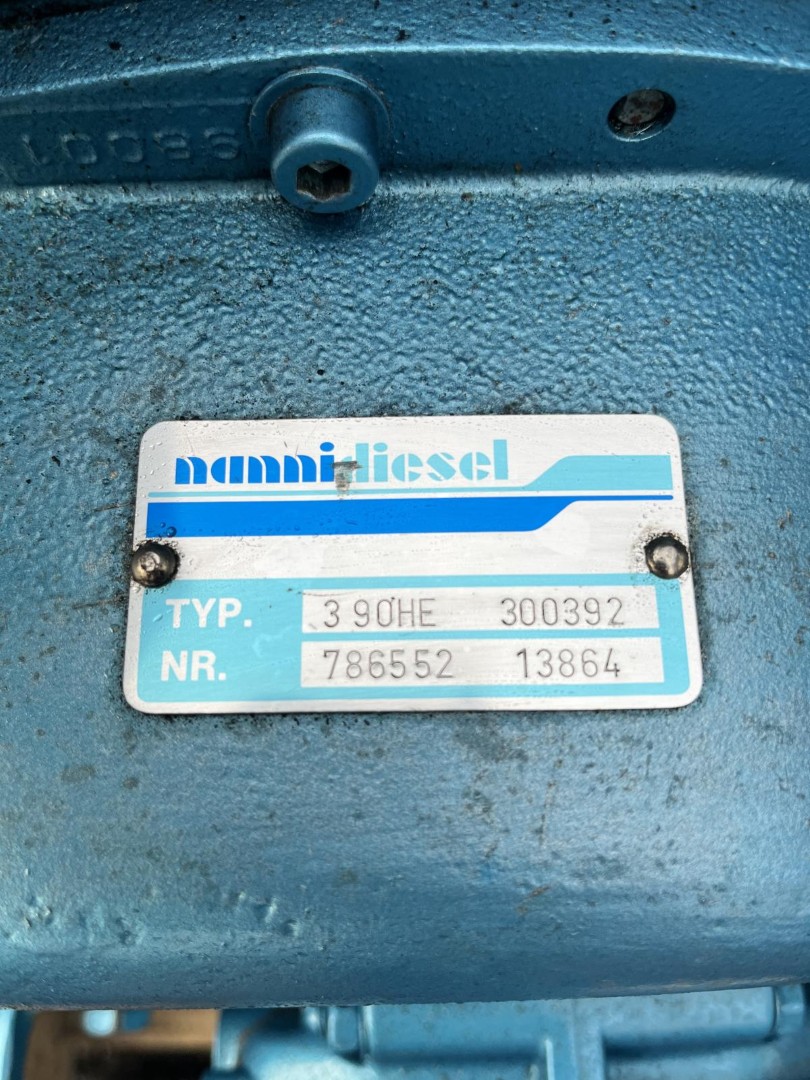 nannidiesel
TYP. 3 90HE 300392
NR. 786552 13864